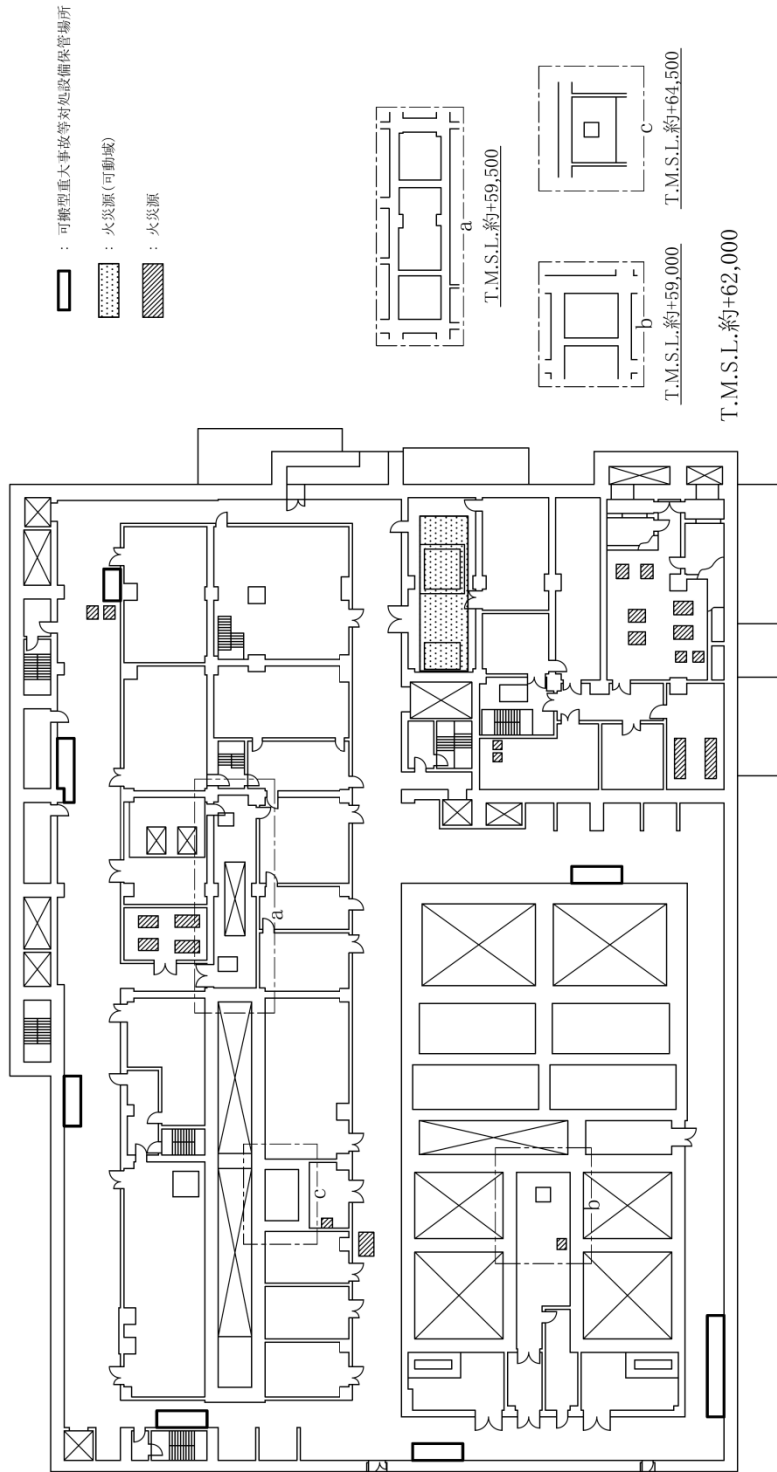 ：可搬型重大事故等対処設備保管場所
：火災源(可動域)
：火災源
a
T.M.S.L.約+59,500
b
T.M.S.L.約+59,000
c
T.M.S.L.約+64,500
T.M.S.L.約+62,000
a
c
b